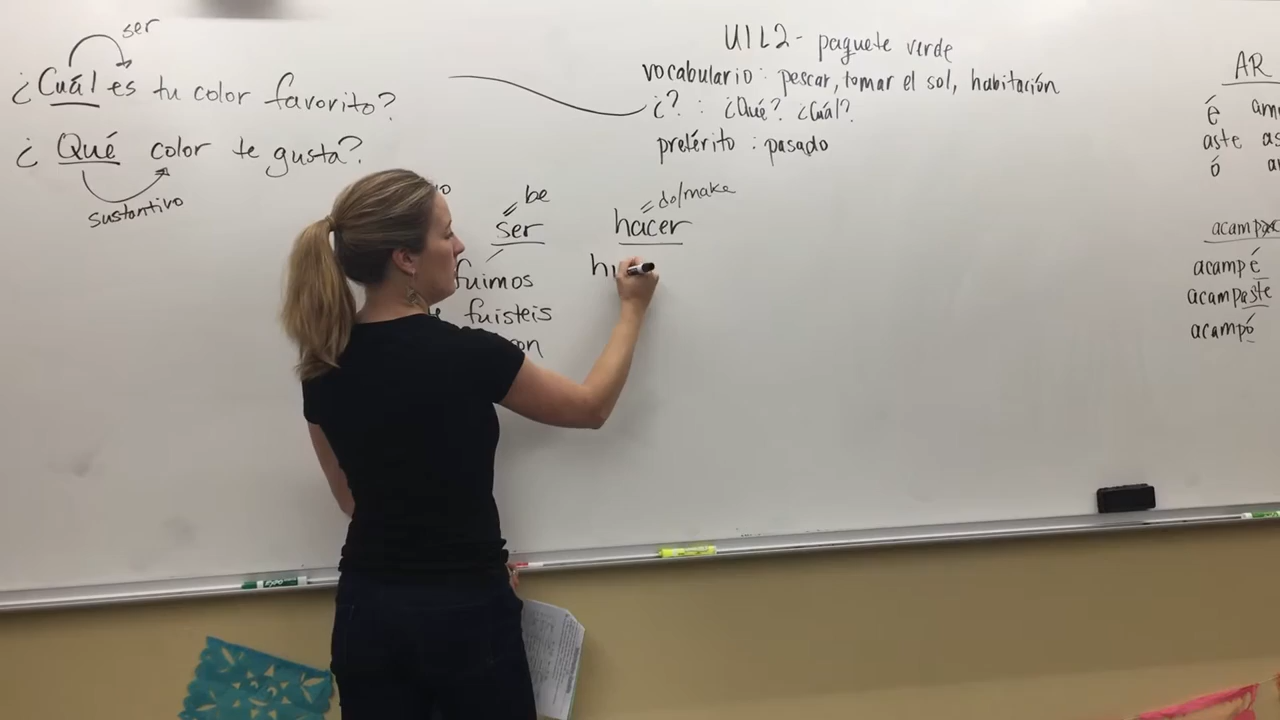 ser
¿Cuál es tu color favorito?
¿Qué color te gusta?
sustantivo
U1L2 - paquete verde
vocabulario: pescar, tomar el sol, habitación
¿?: ¿Qué? ¿Cuál?
pretérito: pasado
be
ser
fuimos
fuisteis
do/make
hacer
AR
é
aste
ó
acampé
acampaste
acampó
EXPO